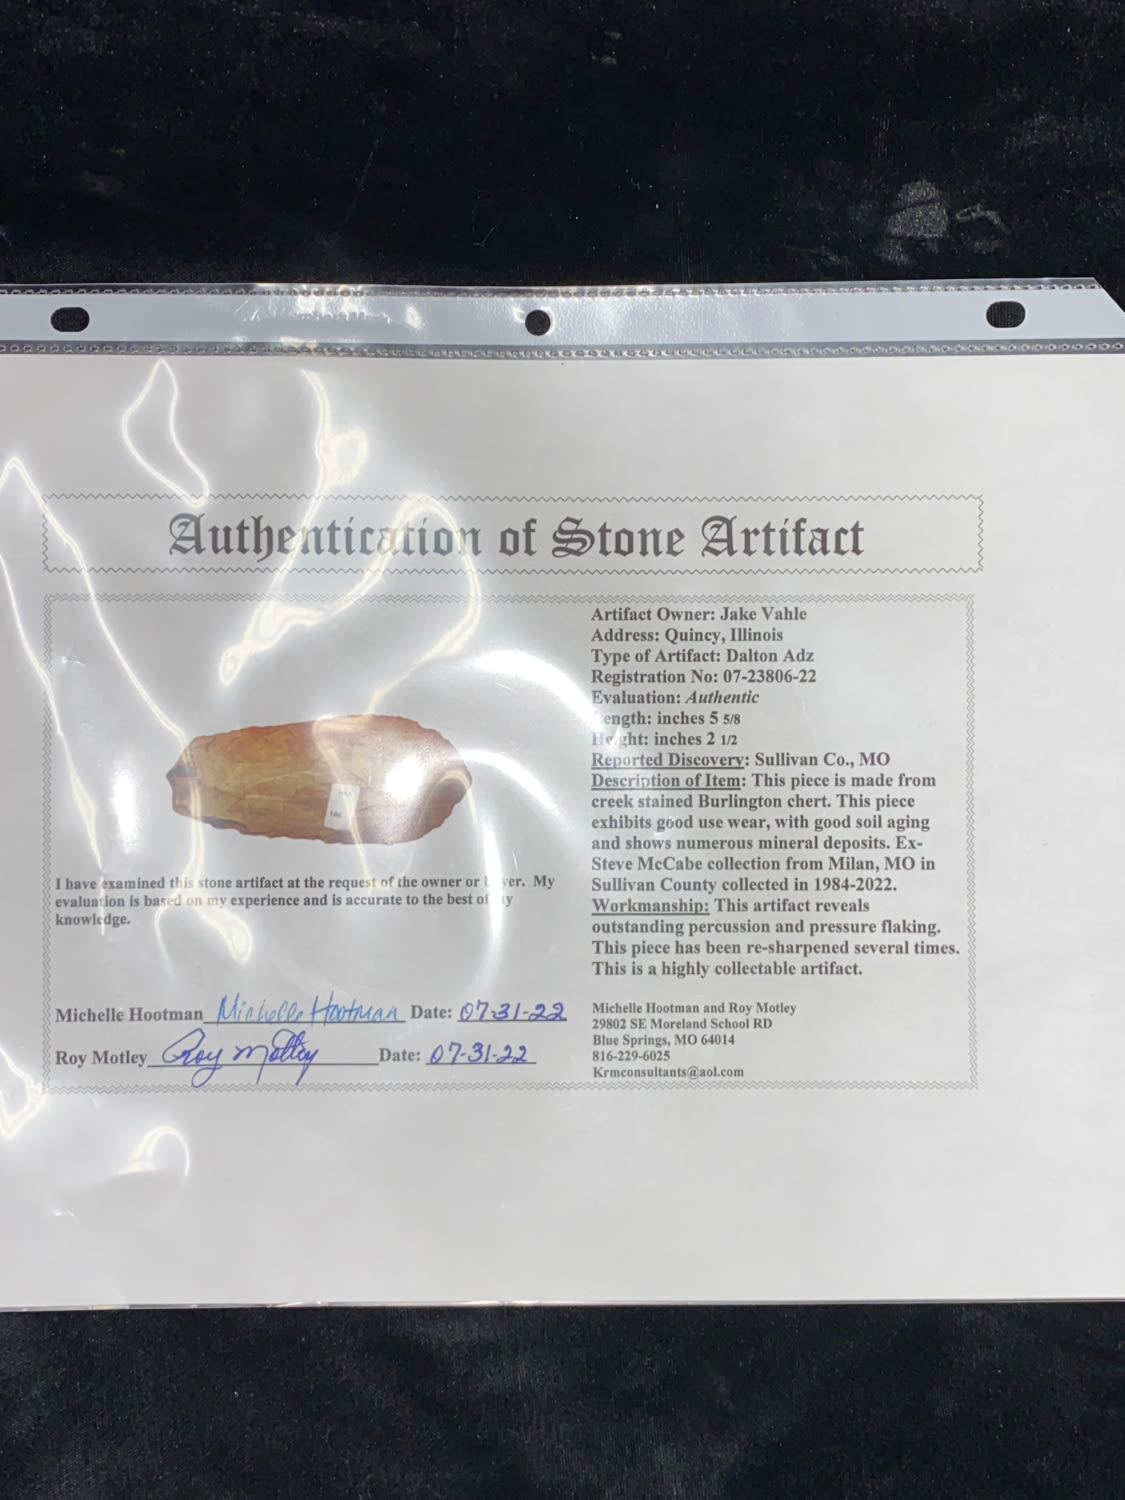 Authentication of Stone Artifact
Artifact Owner: Jake Vahle
Address: Quincy, Illinois
Type of Artifact: Dalton Adz
Registration No: 07-23806-22
Evaluation: Authentic
Length: inches 5 5/8
Height: inches 2 1/2
Reported Discovery: Sullivan Co., MO
Description of Item: This piece is made from
creek stained Burlington chert. This piece
exhibits good use wear, with good soil aging
and shows numerous mineral deposits. Ex-
Steve McCabe collection from Milan, MO in
Sullivan County collected in 1984-2022.
Workmanship: This artifact reveals
outstanding percussion and pressure flaking.
This piece has been re-sharpened several times.
This is a highly collectable artifact.
I have examined this stone artifact at the request of the owner or buyer. My
evaluation is based on my experience and is accurate to the best of my
knowledge.
Michelle Hootman Michelle Hootman Date: 07-31-22
Roy Motley Roy Motley Date: 07-31-22
Michelle Hootman and Roy Motley
29802 SE Moreland School RD
Blue Springs, MO 64014
816-229-6025
Krmconsultants@aol.com